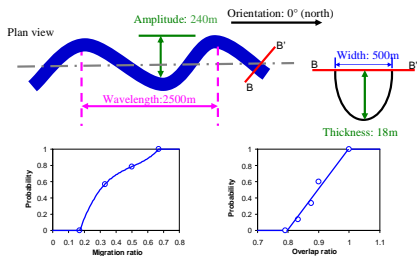 Plan view
Amplitude: 240m
Orientation: 0° (north)
B'
B
Wavelength:2500m
B
Width: 500m
B'
Thickness: 18m
Probability
1
0.8
0.6
0.4
0.2
0
0 0.1 0.2 0.3 0.4 0.5 0.6 0.7 0.8
Migration ratio
Probability
1
0.8
0.6
0.4
0.2
0
0.7 0.8 0.9 1 1.1
Overlap ratio